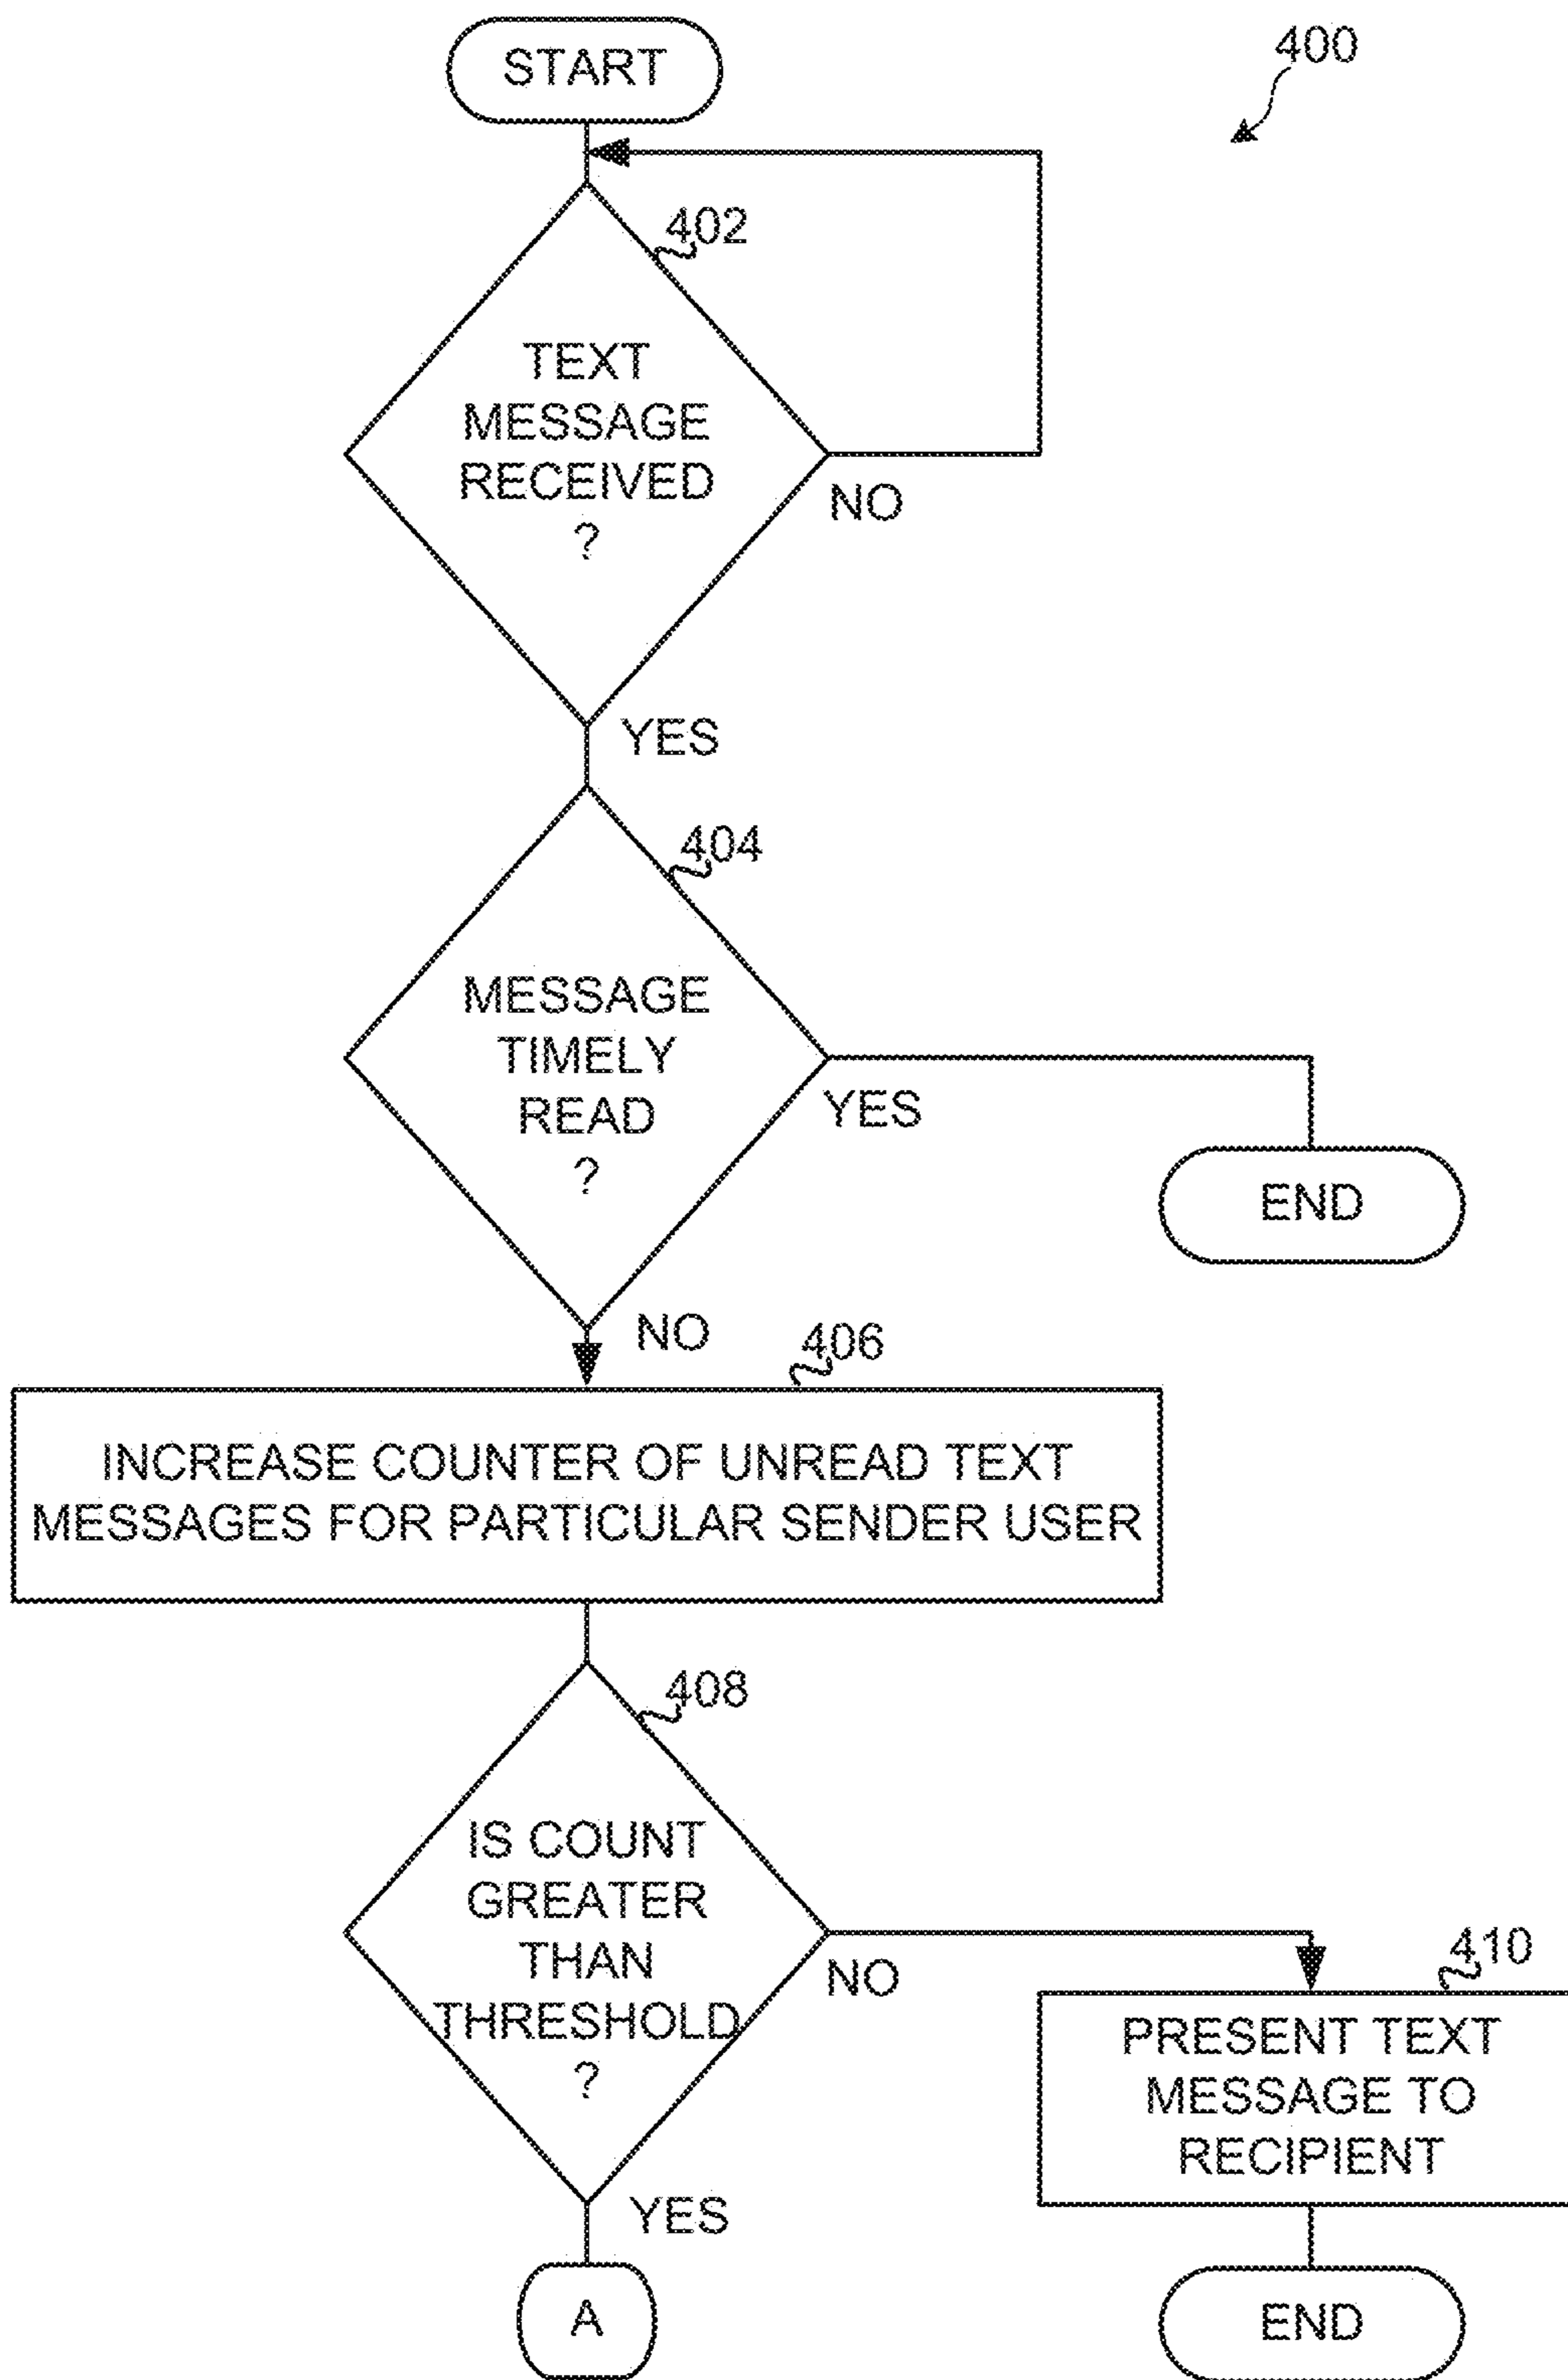 START
400
402
TEXT
MESSAGE
RECEIVED
?
NO
YES
404
MESSAGE
TIMELY
READ
?
YES
END
NO
406
INCREASE COUNTER OF UNREAD TEXT
MESSAGES FOR PARTICULAR SENDER USER
408
IS COUNT
GREATER
THAN
THRESHOLD
?
NO
410
PRESENT TEXT
MESSAGE TO
RECIPIENT
YES
A
END